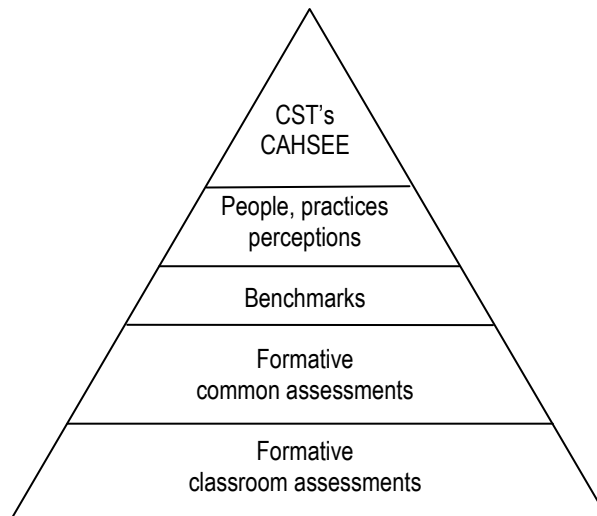 CST's
CAHSEE
People, practices
perceptions
Benchmarks
Formative
common assessments
Formative
classroom assessments